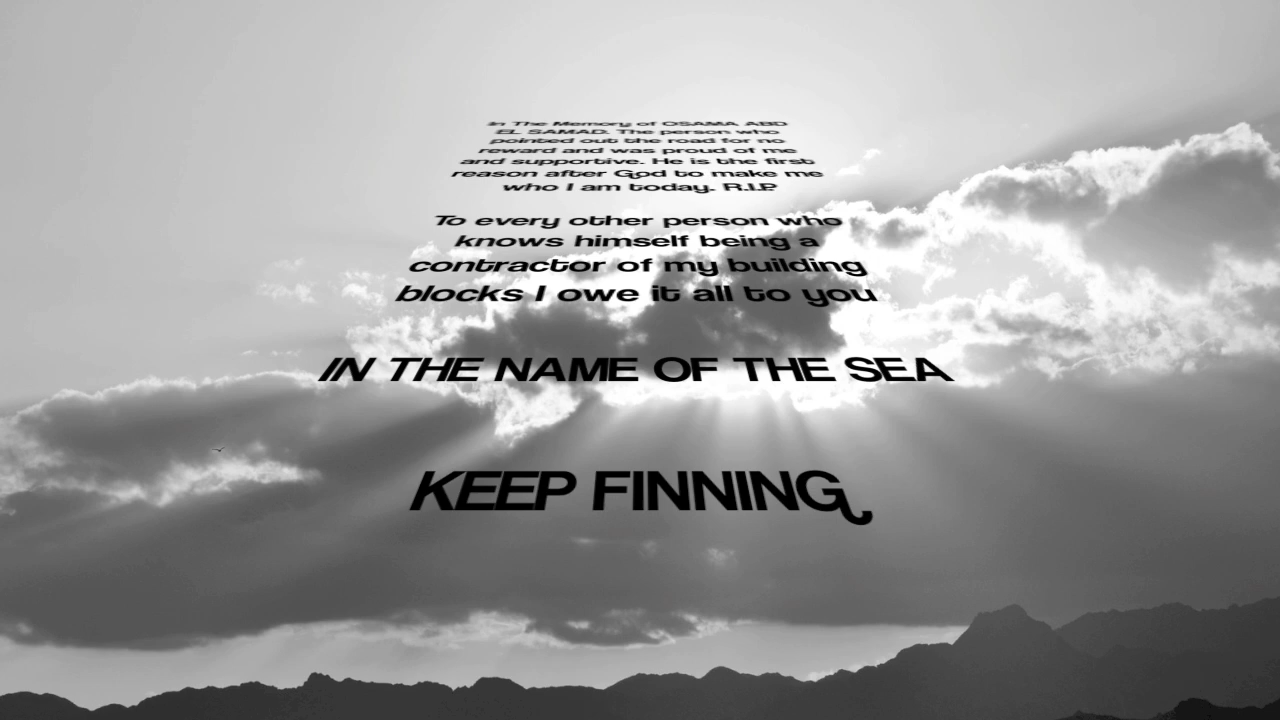 In The Memory of OSAMA ABD
EL SAMAD. The person who
pointed out the road for no
reward and was proud of me
and supportive. He is the first
reason after God to make me
who I am today. R.I.P
To every other person who
knows himself being a
contractor of my building
blocks I owe it all to you
IN THE NAME OF THE SEA
KEEP FINNING